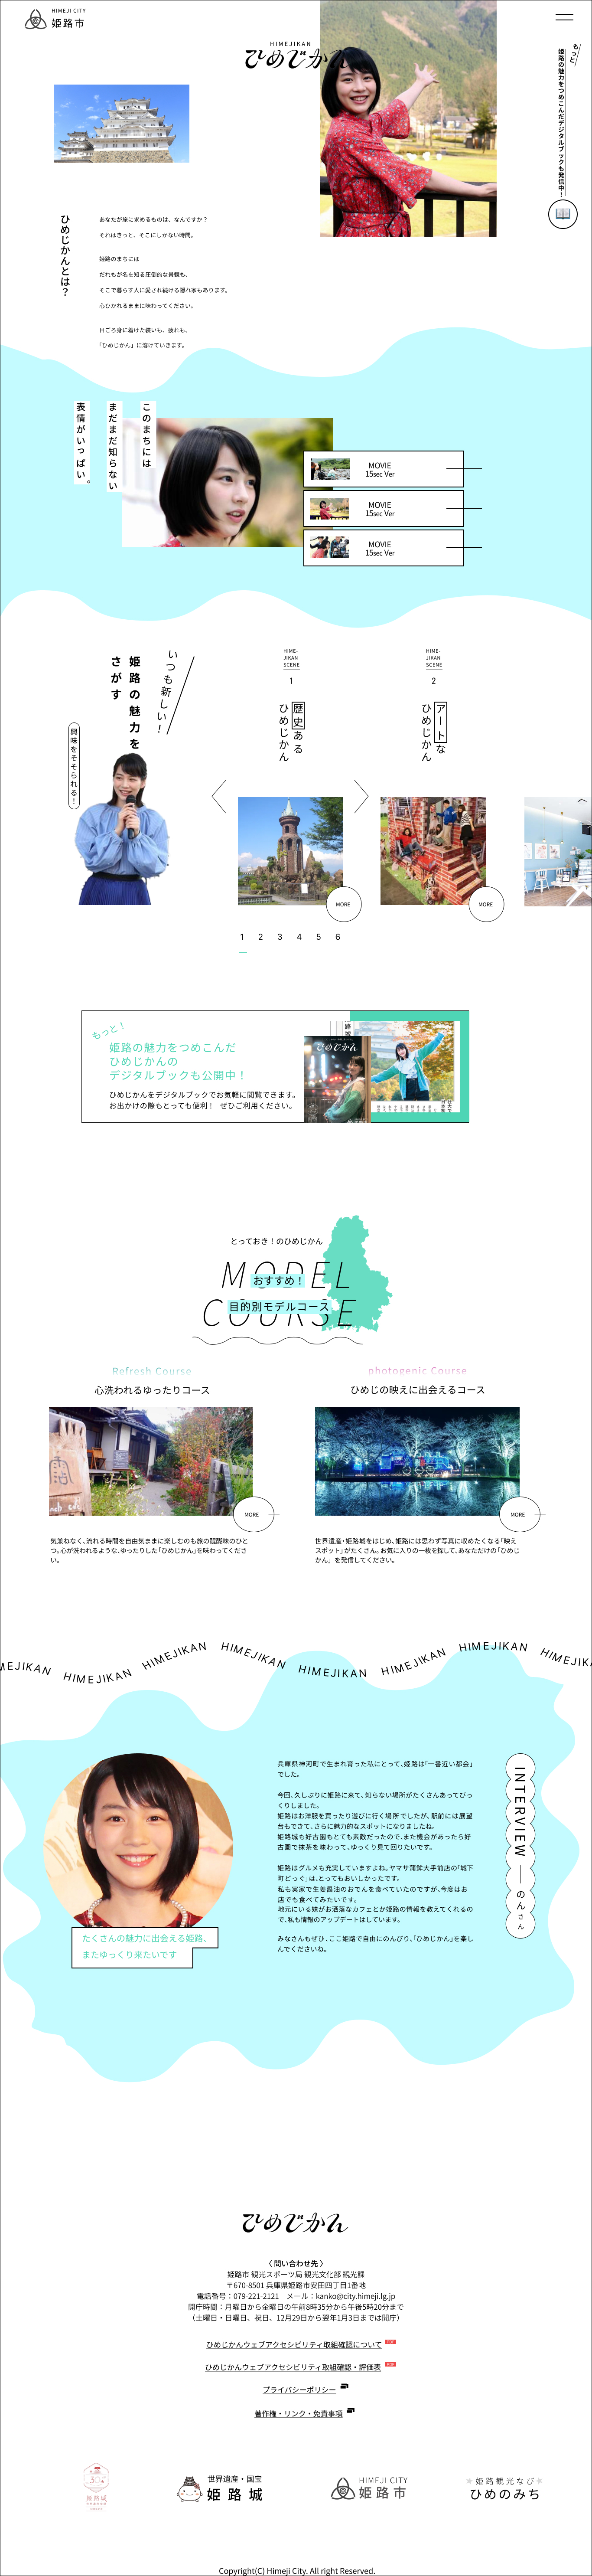 HIMEJI CITY
姫路市
HIMEJIKAN
ひめじかん
もっと
姫路の魅力をつめこんだデジタルブックも発信中！
ひめじかんとは？
あなたが旅に求めるものは、なんですか？
それはきっと、そこにしかない時間。
姫路のまちには
だれもが名を知る圧倒的な景観も、
そこで暮らす人に愛され続ける隠れ家もあります。
心ひかれるままに味わってください。
日ごろ身に着けた装いも、疲れも、
「ひめじかん」に溶けていきます。
このまちには
まだまだ知らない
表情がいっぱい。
MOVIE
15sec Ver
MOVIE
15sec Ver
MOVIE
15sec Ver
いつも新しい！
姫路の魅力を
さがす
興味をそそられる！
HIME-
JIKAN
SCENE
1
歴史ある
ひめじかん
MORE
HIME-
JIKAN
SCENE
2
アートな
ひめじかん
MORE
1 2 3 4 5 6
もっと！
姫路の魅力をつめこんだ
ひめじかんの
デジタルブックも公開中！
ひめじかんをデジタルブックでお気軽に閲覧できます。
お出かけの際もとっても便利！ ぜひご利用ください。
ひめじかん
とっておき！のひめじかん
MODEL
おすすめ！
COURSE
目的別モデルコース
Refresh Course
心洗われるゆったりコース
MORE
気兼ねなく、流れる時間を自由気ままに楽しむのも旅の醍醐味のひと
つ。心が洗われるような、ゆったりした「ひめじかん」を味わってくださ
い。
photogenic Course
ひめじの映えに出会えるコース
MORE
世界遺産・姫路城をはじめ、姫路には思わず写真に収めたくなる「映え
スポット」がたくさん。お気に入りの一枚を探して、あなただけの「ひめじ
かん」を発信してください。
HIMEJIKAN HIMEJIKAN HIMEJIKAN HIMEJIKAN HIMEJIKAN HIMEJIKAN
INTERVIEW — のんさん
たくさんの魅力に出会える姫路、
またゆっくり来たいです
兵庫県神河町で生まれ育った私にとって、姫路は「一番近い都会」
でした。
今回、久しぶりに姫路に来て、知らない場所がたくさんあってびっ
くりしました。
姫路はお洋服を買ったり遊びに行く場所でしたが、駅前には展望
台もできて、さらに魅力的なスポットになりましたね。
姫路城も好古園もとても素敵だったので、また機会があったら好
古園で抹茶を味わって、ゆっくり見て回りたいです。
姫路はグルメも充実していますよね。ヤマサ蒲鉾大手前店の「城下
町どっぐ」は、とってもおいしかったです。
私も実家で生姜醤油のおでんを食べていたのですが、今度はお
店でも食べてみたいです。
地元にいる妹がお洒落なカフェとか姫路の情報を教えてくれるの
で、私も情報のアップデートはしています。
みなさんもぜひ、ここ姫路で自由にのんびり、「ひめじかん」を楽し
んでくださいね。
ひめじかん
〈 問い合わせ先 〉
姫路市 観光スポーツ局 観光文化部 観光課
〒670-8501 兵庫県姫路市安田四丁目1番地
電話番号：079-221-2121 メール：kanko@city.himeji.lg.jp
開庁時間：月曜日から金曜日の午前8時35分から午後5時20分まで
（土曜日・日曜日、祝日、12月29日から翌年1月3日までは閉庁）
ひめじかんウェブアクセシビリティ取組確認について PDF
ひめじかんウェブアクセシビリティ取組確認・評価表 PDF
プライバシーポリシー
著作権・リンク・免責事項
世界遺産・国宝
姫路城
HIMEJI CITY
姫路市
姫路観光なび
ひめのみち
Copyright(C) Himeji City. All right Reserved.